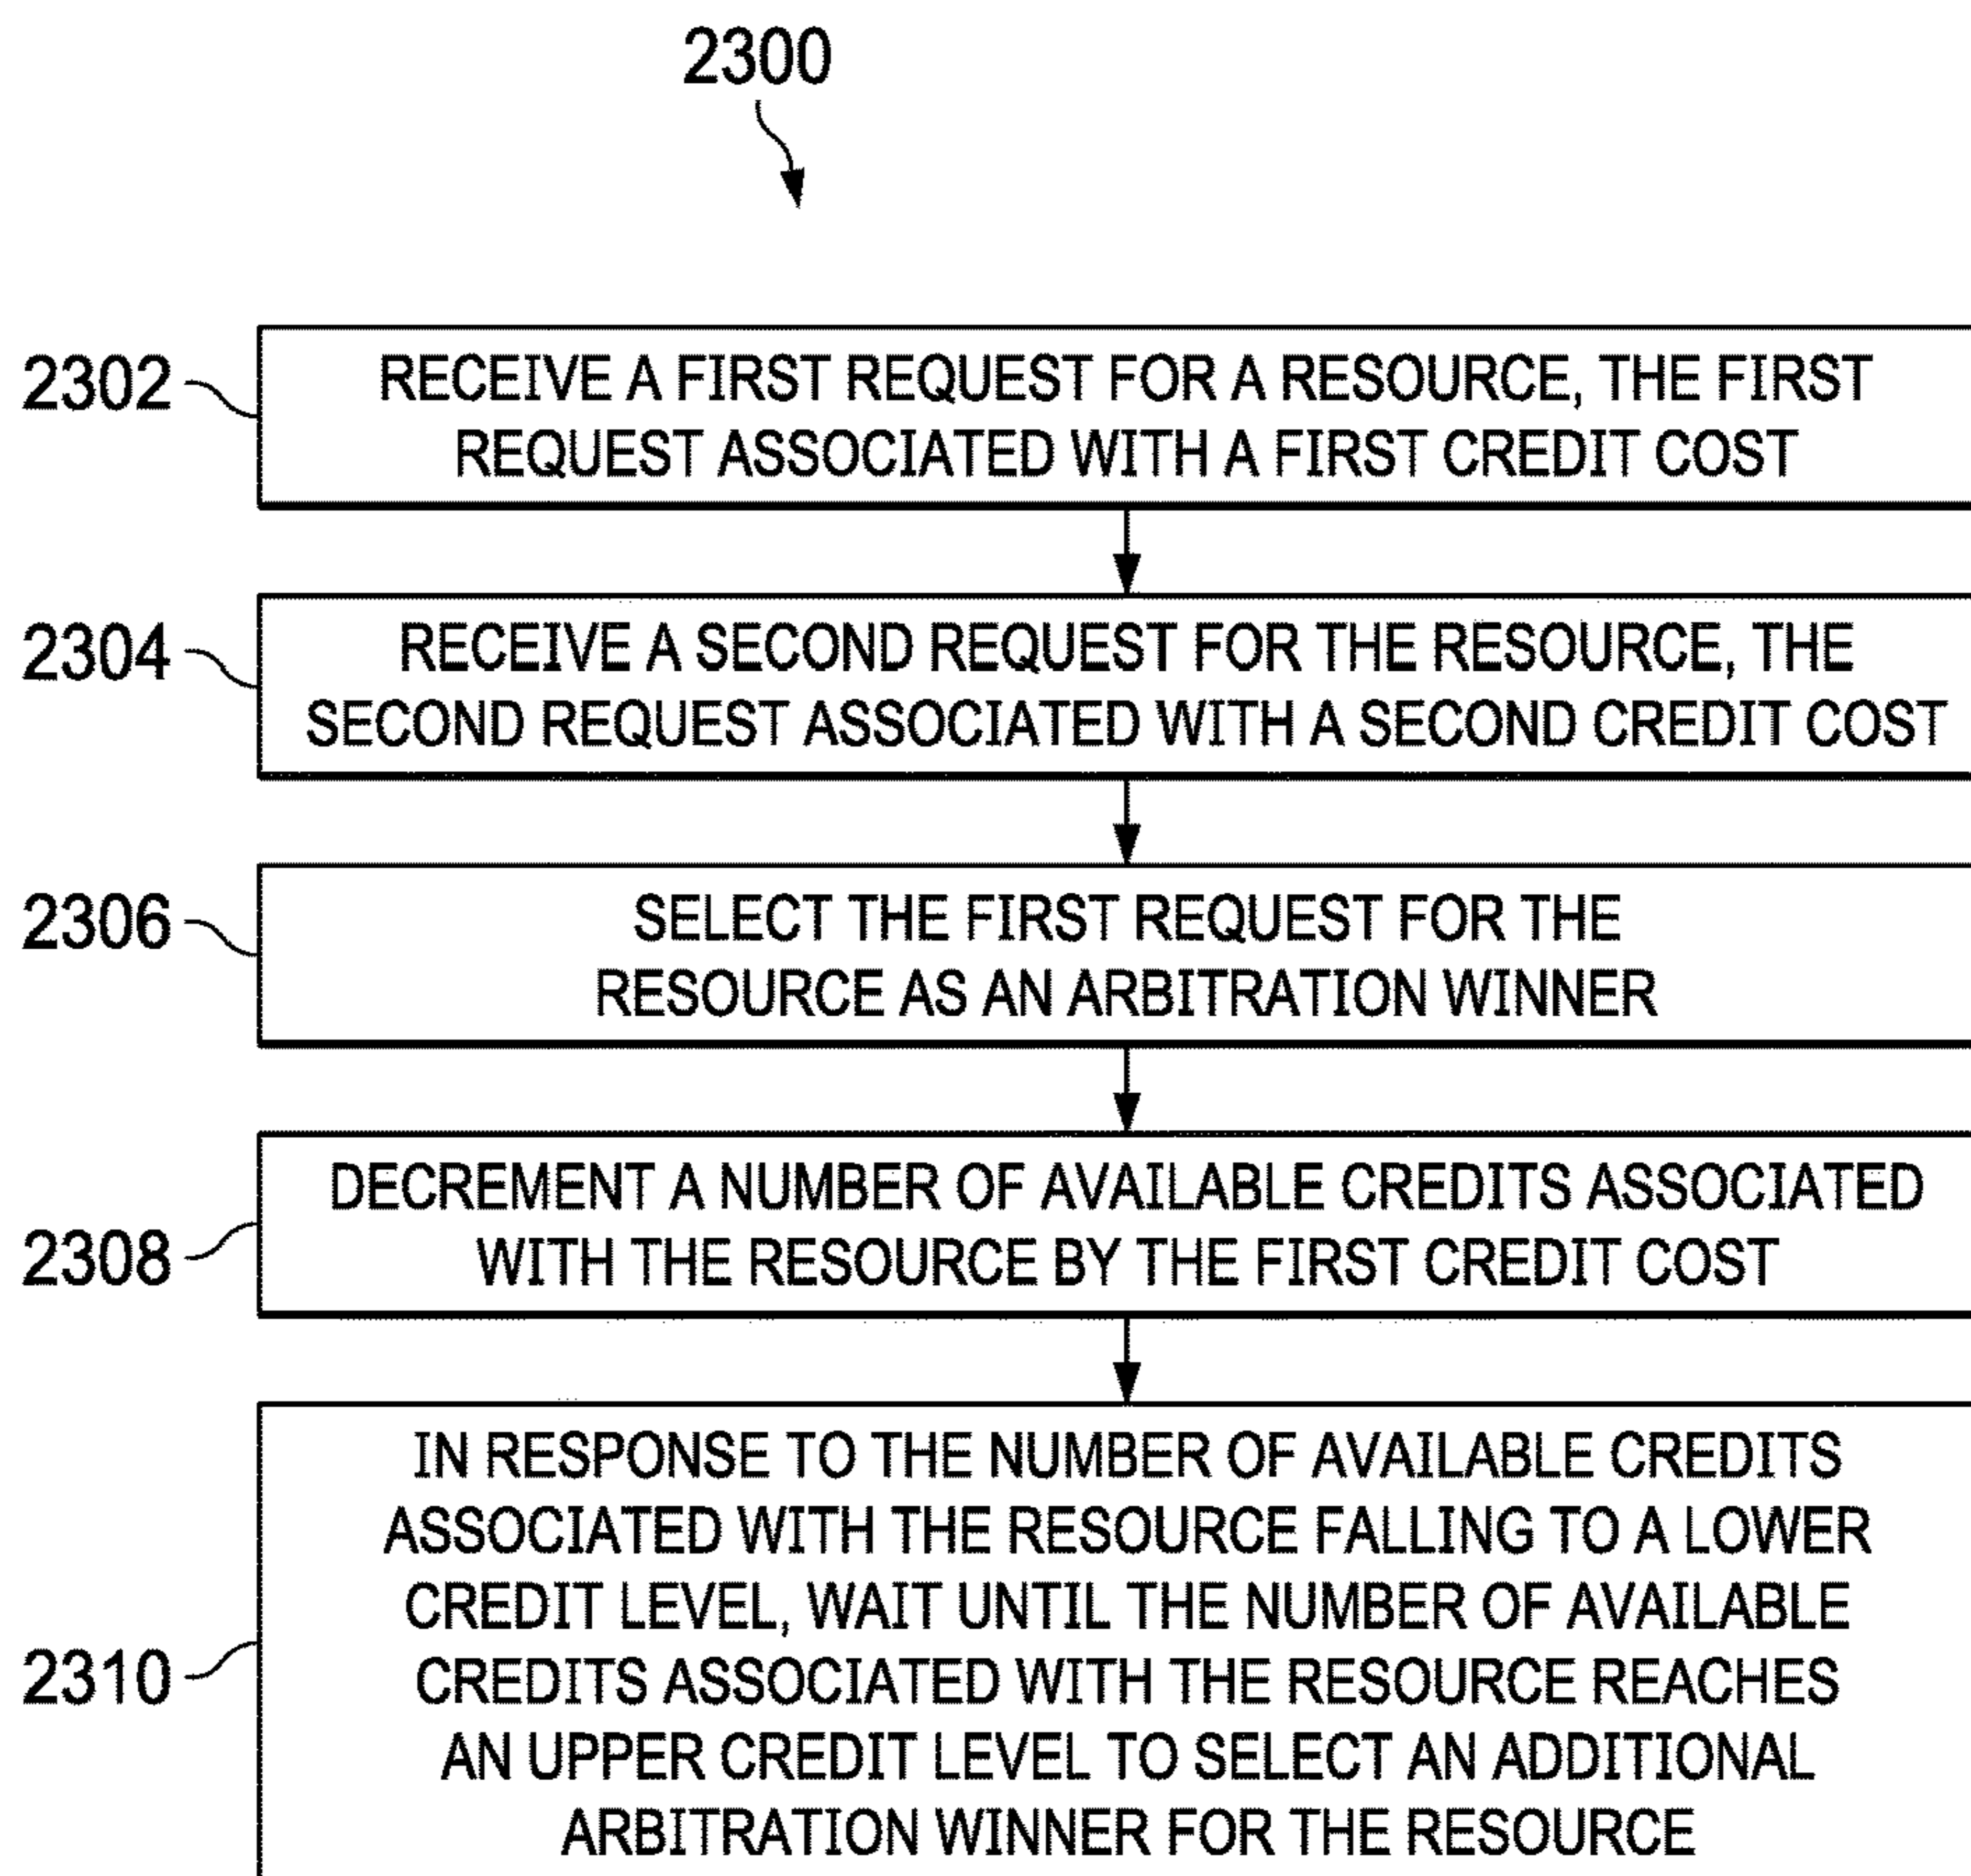 2300
2302
RECEIVE A FIRST REQUEST FOR A RESOURCE, THE FIRST
REQUEST ASSOCIATED WITH A FIRST CREDIT COST
2304
RECEIVE A SECOND REQUEST FOR THE RESOURCE, THE
SECOND REQUEST ASSOCIATED WITH A SECOND CREDIT COST
2306
SELECT THE FIRST REQUEST FOR THE
RESOURCE AS AN ARBITRATION WINNER
2308
DECREMENT A NUMBER OF AVAILABLE CREDITS ASSOCIATED
WITH THE RESOURCE BY THE FIRST CREDIT COST
2310
IN RESPONSE TO THE NUMBER OF AVAILABLE CREDITS
ASSOCIATED WITH THE RESOURCE FALLING TO A LOWER
CREDIT LEVEL, WAIT UNTIL THE NUMBER OF AVAILABLE
CREDITS ASSOCIATED WITH THE RESOURCE REACHES
AN UPPER CREDIT LEVEL TO SELECT AN ADDITIONAL
ARBITRATION WINNER FOR THE RESOURCE